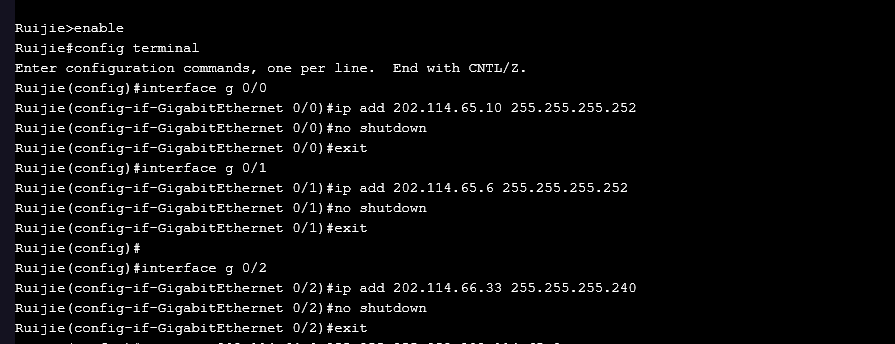 Ruijie>enable
Ruijie#config terminal
Enter configuration commands, one per line.  End with CNTL/Z.
Ruijie(config)#interface g 0/0
Ruijie(config-if-GigabitEthernet 0/0)#ip add 202.114.65.10 255.255.255.252
Ruijie(config-if-GigabitEthernet 0/0)#no shutdown
Ruijie(config-if-GigabitEthernet 0/0)#exit
Ruijie(config)#interface g 0/1
Ruijie(config-if-GigabitEthernet 0/1)#ip add 202.114.65.6 255.255.255.252
Ruijie(config-if-GigabitEthernet 0/1)#no shutdown
Ruijie(config-if-GigabitEthernet 0/1)#exit
Ruijie(config)#
Ruijie(config)#interface g 0/2
Ruijie(config-if-GigabitEthernet 0/2)#ip add 202.114.66.33 255.255.255.240
Ruijie(config-if-GigabitEthernet 0/2)#no shutdown
Ruijie(config-if-GigabitEthernet 0/2)#exit